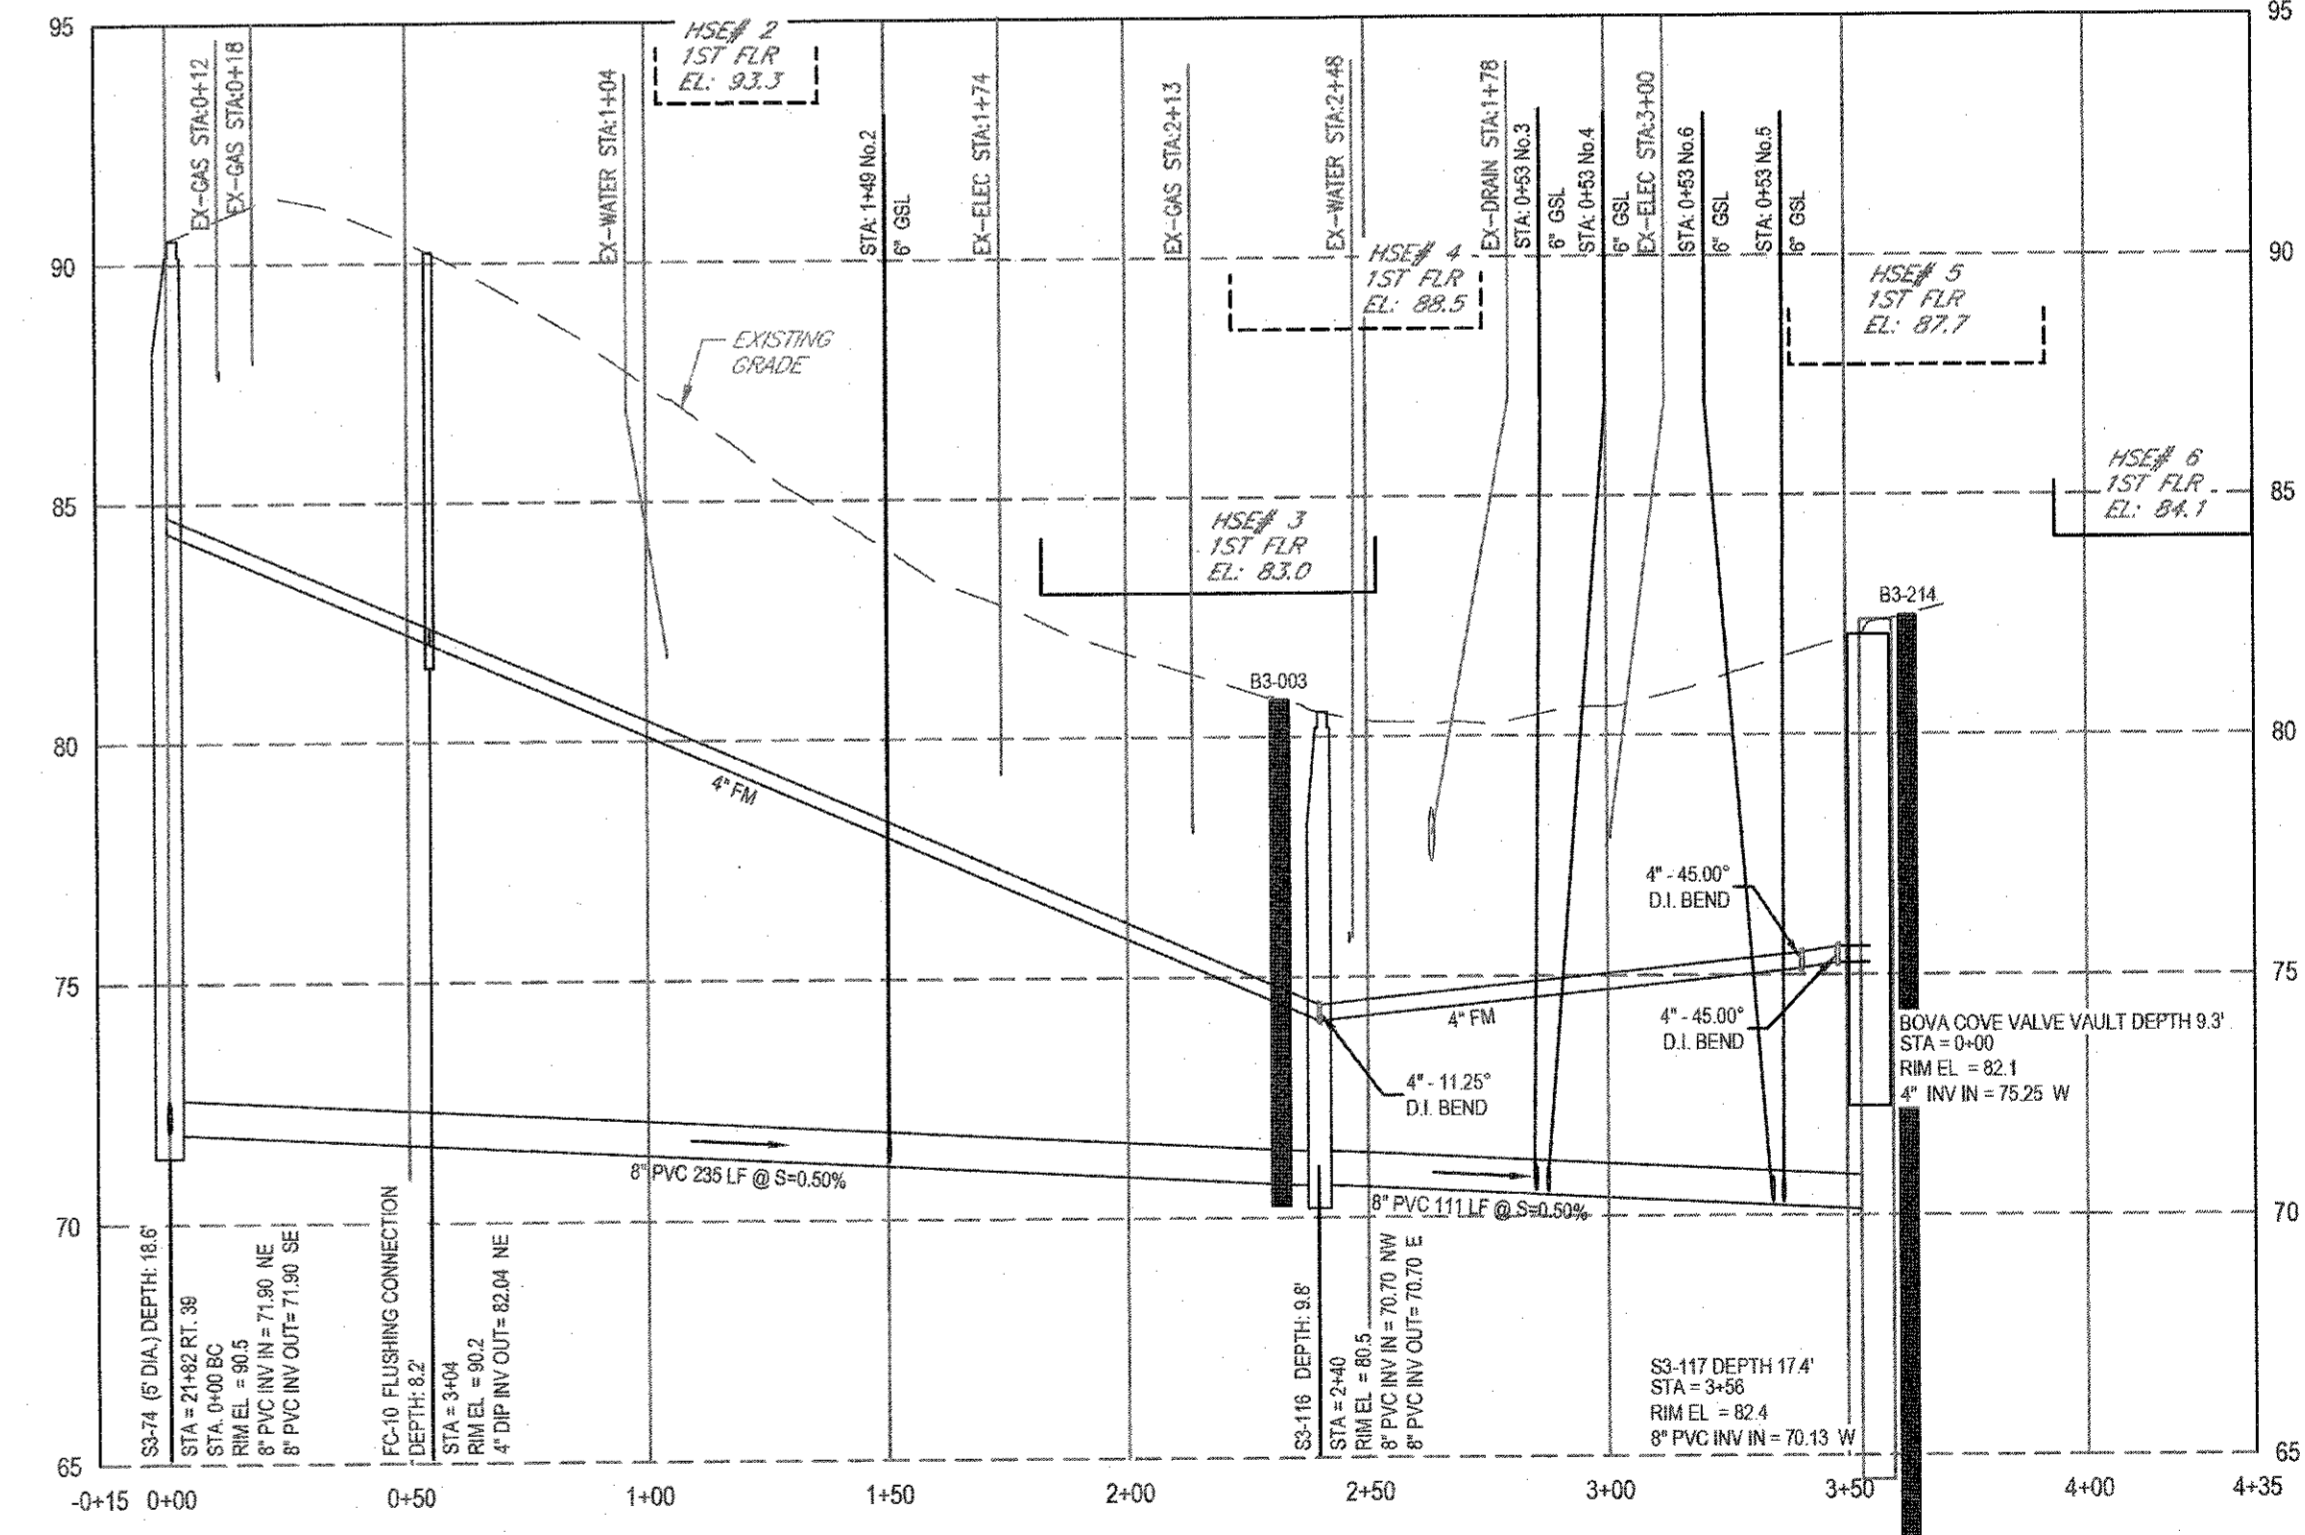 95
95
HSE# 2
1ST FLR
EL: 93.3
EX-GAS STA:0+12
EX-GAS STA:0+18
EX-WATER STA:1+04
STA: 1+49 No.2
6" GSL
EX-ELEC STA:1+74
EX-GAS STA:2+13
EX-WATER STA:2+48
EX-DRAIN STA:1+78
STA: 0+53 No.3
6" GSL
STA: 0+53 No.4
6" GSL
EX-ELEC STA:3+00
STA: 0+53 No.6
6" GSL
STA: 0+53 No.5
6" GSL
90
90
HSE# 4
1ST FLR
EL: 88.5
HSE# 5
1ST FLR
EL: 87.7
EXISTING
GRADE
HSE# 6
1ST FLR
EL: 84.1
85
85
HSE# 3
1ST FLR
EL: 83.0
B3-214
B3-003
80
80
4" FM
4" - 45.00°
D.I. BEND
75
75
4" FM
4" - 45.00°
D.I. BEND
BOVA COVE VALVE VAULT DEPTH 9.3'
STA = 0+00
RIM EL = 82.1
4" INV IN = 75.25 W
4" - 11.25°
D.I. BEND
8" PVC 235 LF @ S=0.50%
8" PVC 111 LF @ S=0.50%
70
70
S3-74 (5' DIA.) DEPTH: 18.6'
STA = 21+82 RT. 39
STA. 0+00 BC
RIM EL = 90.5
8" PVC INV IN = 71.90 NE
8" PVC INV OUT= 71.90 SE
FC-10 FLUSHING CONNECTION
DEPTH: 8.2'
STA = 3+04
RIM EL = 90.2
4" DIP INV OUT= 82.04 NE
S3-116 DEPTH: 9.8'
STA = 2+40
RIM EL = 80.5
8" PVC INV IN = 70.70 NW
8" PVC INV OUT= 70.70 E
S3-117 DEPTH 17.4'
STA = 3+56
RIM EL = 82.4
8" PVC INV IN = 70.13 W
65
65
-0+15
0+00
0+50
1+00
1+50
2+00
2+50
3+00
3+50
4+00
4+35